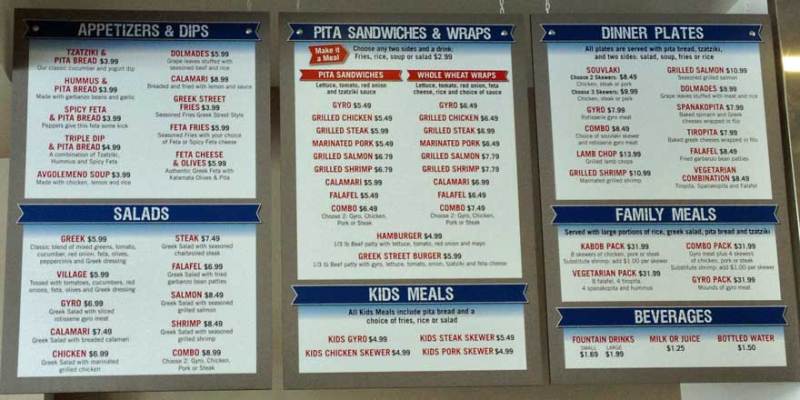 APPETIZERS & DIPS
TZATZIKI &
PITA BREAD $3.99
Our classic cucumber and yogurt dip
HUMMUS &
PITA BREAD $3.99
Made with garbanzo beans and garlic
SPICY FETA
& PITA BREAD $3.99
Peppers give this feta some kick
TRIPLE DIP
& PITA BREAD $4.99
A combination of Tzatziki,
Hummus and Spicy Feta
AVGOLEMONO SOUP $3.99
Made with chicken, lemon and rice
DOLMADES $5.99
Grape leaves stuffed with
seasoned beef and rice
CALAMARI $8.99
Breaded and fried with lemon and sauce
GREEK STREET
FRIES $3.99
Seasoned Fries Greek Street Style
FETA FRIES $5.99
Seasoned Fries with your choice
of Feta or Spicy Feta cheese
FETA CHEESE
& OLIVES $5.99
Authentic Greek Feta with
Kalamata Olives & Pita
SALADS
GREEK $5.99
Classic blend of mixed greens, tomato,
cucumber, red onion, feta, olives,
pepperoncini and Greek dressing
VILLAGE $5.99
Tossed with tomatoes, cucumbers, red
onions, feta, olives and Greek dressing
GYRO $6.99
Greek Salad with sliced
rotisserie gyro meat
CALAMARI $7.49
Greek Salad with breaded calamari
CHICKEN $6.99
Greek Salad with marinated
grilled chicken
STEAK $7.49
Greek Salad with seasoned
charbroiled steak
FALAFEL $6.99
Greek Salad with fried
garbanzo bean patties
SALMON $8.49
Greek Salad with seasoned
grilled salmon
SHRIMP $8.49
Greek Salad with seasoned
grilled shrimp
COMBO $8.99
Choose 2: Gyro, Chicken,
Pork or Steak
PITA SANDWICHES & WRAPS
Make it
a Meal
Choose any two sides and a drink:
Fries, rice, soup or salad $2.99
PITA SANDWICHES
Lettuce, tomato, red onion
and tzatziki sauce
GYRO $5.49
GRILLED CHICKEN $5.49
GRILLED STEAK $5.99
MARINATED PORK $5.49
GRILLED SALMON $6.79
GRILLED SHRIMP $6.79
CALAMARI $5.99
FALAFEL $5.49
COMBO $6.49
Choose 2: Gyro, Chicken,
Pork or Steak
WHOLE WHEAT WRAPS
Lettuce, tomato, red onion, feta
cheese, rice and choice of sauce
GYRO $6.49
GRILLED CHICKEN $6.49
GRILLED STEAK $6.99
MARINATED PORK $6.49
GRILLED SALMON $7.79
GRILLED SHRIMP $7.79
CALAMARI $6.99
FALAFEL $6.49
COMBO $7.49
Choose 2: Gyro, Chicken,
Pork or Steak
HAMBURGER $4.99
1/3 lb Beef patty with lettuce, tomato, red onion and mayo
GREEK STREET BURGER $5.99
1/3 lb Beef patty with gyro, lettuce, tomato, onion, tzatziki and feta cheese
KIDS MEALS
All Kids Meals include pita bread and a
choice of fries, rice or salad
KIDS GYRO $4.99
KIDS STEAK SKEWER $5.49
KIDS CHICKEN SKEWER $4.99
KIDS PORK SKEWER $4.99
DINNER PLATES
All plates are served with pita bread, tzatziki,
and two sides: salad, soup, fries or rice
SOUVLAKI
Choose 2 Skewers: $8.49
Chicken, steak or pork
Choose 3 Skewers: $9.99
Chicken, steak or pork
GYRO $7.99
Rotisserie gyro meat
COMBO $8.49
Choice of souvlaki skewer
and rotisserie gyro meat
LAMB CHOP $13.99
Grilled lamb chops
GRILLED SHRIMP $10.99
Marinated grilled shrimp
GRILLED SALMON $10.99
Seasoned grilled salmon
DOLMADES $9.99
Grape leaves stuffed with meat and rice
SPANAKOPITA $7.99
Baked spinach and Greek
cheeses wrapped in filo
TIROPITA $7.99
Baked greek cheeses wrapped in filo
FALAFEL $8.49
Fried garbanzo bean patties
VEGETARIAN
COMBINATION $8.49
Tiropita, Spanakopita and Falafel
FAMILY MEALS
Served with large portions of rice, greek salad, pita bread and tzatziki
KABOB PACK $31.99
8 skewers of chicken, pork or steak
Substitute shrimp: add $1.00 per skewer
VEGETARIAN PACK $31.99
8 falafel, 4 tiropita,
4 spanakopita and hummus
COMBO PACK $31.99
Gyro meat plus 4 skewers
of chicken, pork or steak
Substitute shrimp: add $1.00 per skewer
GYRO PACK $31.99
Mounds of gyro meat
BEVERAGES
FOUNTAIN DRINKS
SMALL LARGE
$1.69 $1.99
MILK OR JUICE
$1.25
BOTTLED WATER
$1.50